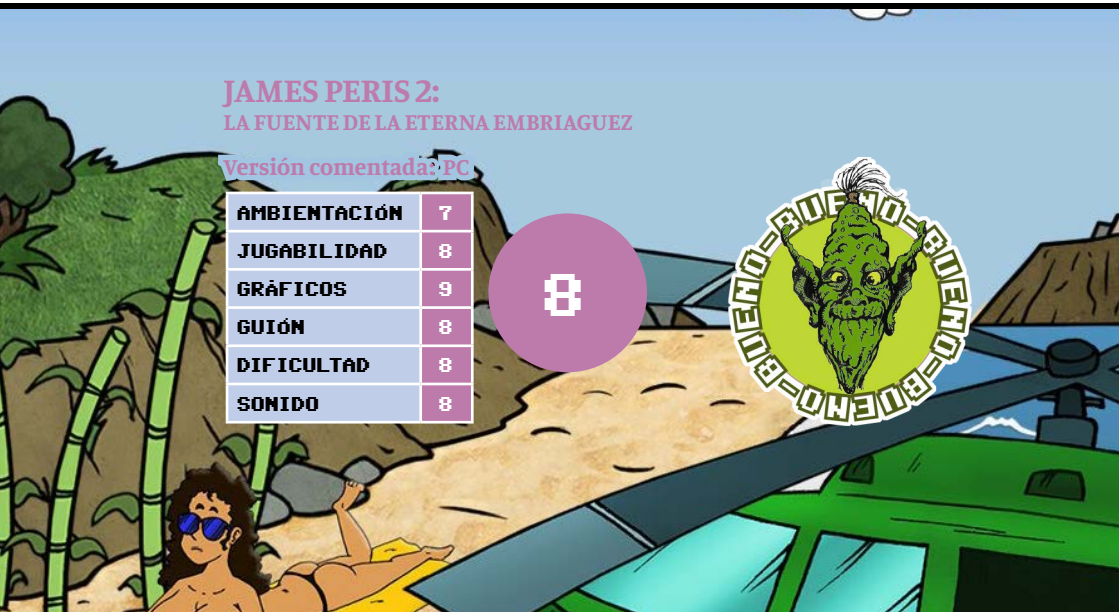 JAMES PERIS 2:
LA FUENTE DE LA ETERNA EMBRIAGUEZ
Versión comentada: PC
AMBIENTACIÓN 7
JUGABILIDAD 8
GRÁFICOS 9
GUIÓN 8
DIFICULTAD 8
SONIDO 8
8
BUENO-BUENO-BUENO-BUENO-